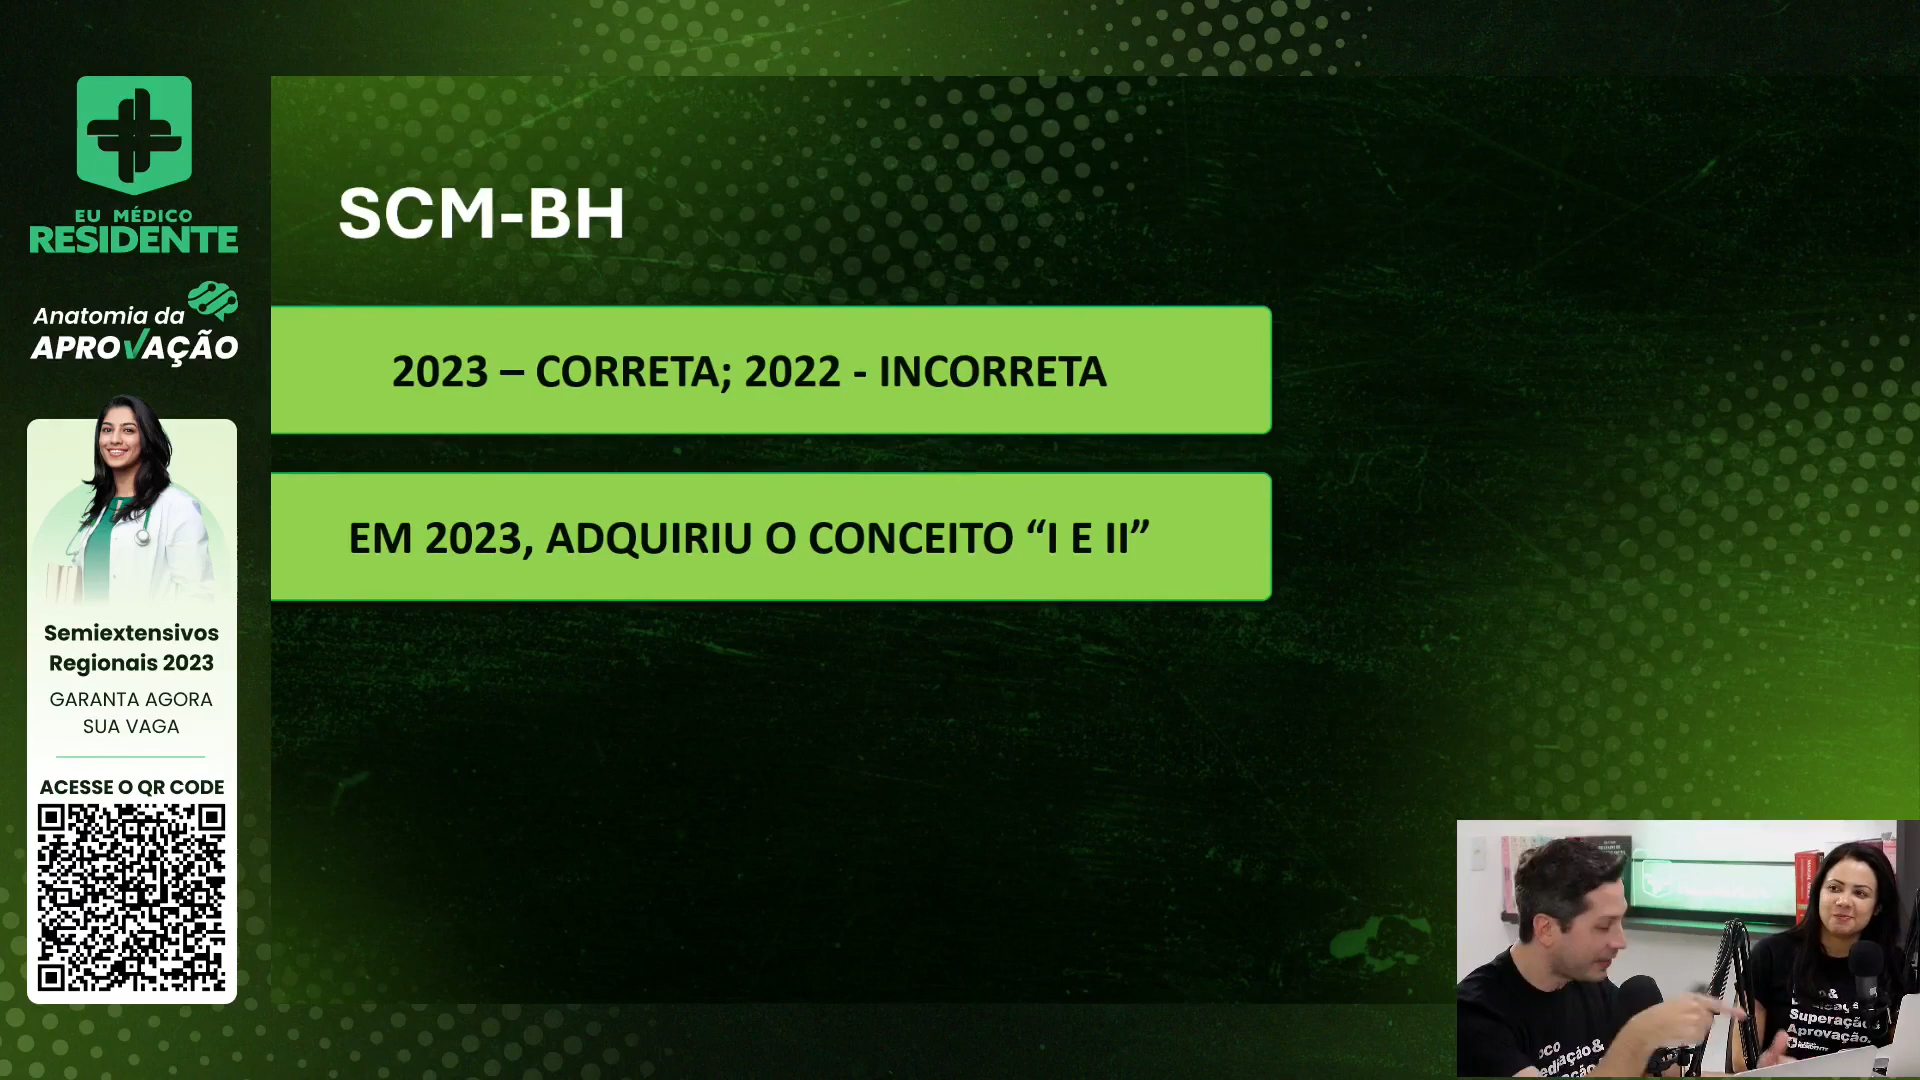 EU MÉDICO
RESIDENTE
Anatomia da
APROVAÇÃO
Semiextensivos
Regionais 2023
GARANTA AGORA
SUA VAGA
ACESSE O QR CODE
SCM-BH
2023 – CORRETA; 2022 - INCORRETA
EM 2023, ADQUIRIU O CONCEITO “I E II”
Superação&
Aprovação.